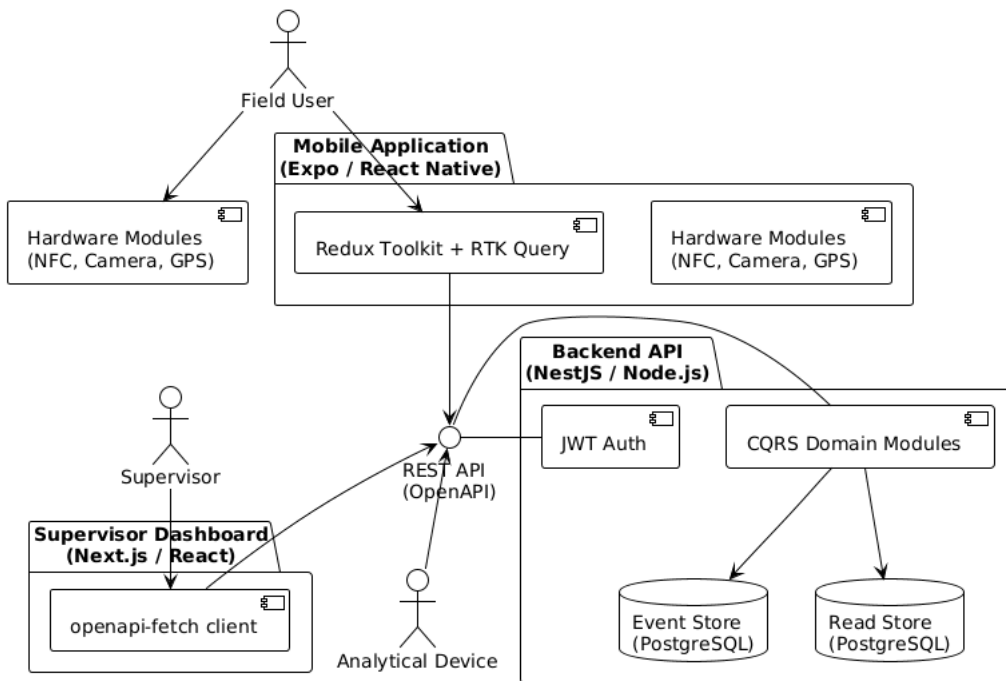 Field User
Mobile Application
(Expo / React Native)
Hardware Modules
(NFC, Camera, GPS)
Redux Toolkit + RTK Query
Hardware Modules
(NFC, Camera, GPS)
Backend API
(NestJS / Node.js)
JWT Auth
CQRS Domain Modules
REST API
(OpenAPI)
Supervisor
Supervisor Dashboard
(Next.js / React)
openapi-fetch client
Analytical Device
Event Store
(PostgreSQL)
Read Store
(PostgreSQL)